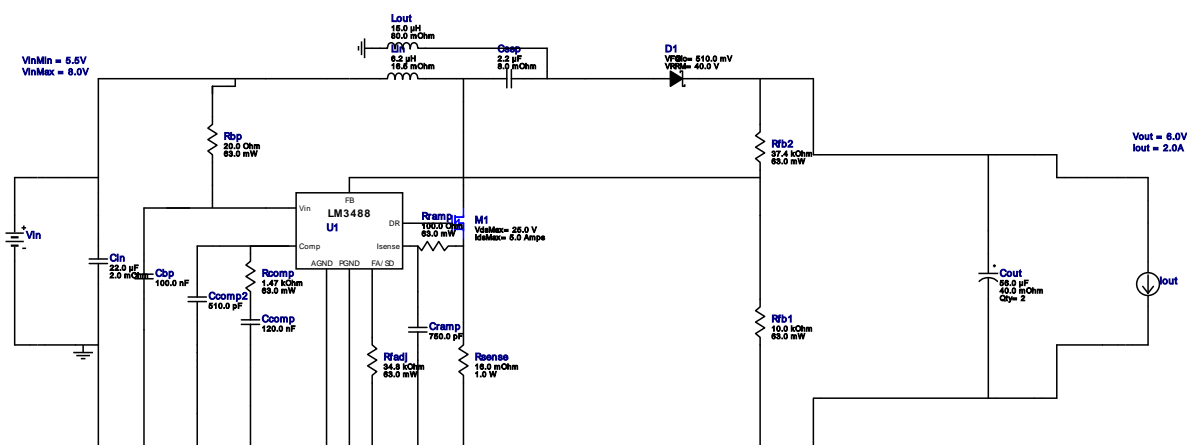 Lout
15.0 µH
80.0 mOhm
Lin
6.2 µH
16.5 mOhm
Csep
2.2 µF
8.0 mOhm
D1
VFatIo= 510.0 mV
VRRM= 40.0 V
VinMin = 5.5V
VinMax = 8.0V
Rbp
20.0 Ohm
63.0 mW
Rfb2
37.4 kOhm
63.0 mW
Vout = 6.0V
Iout = 2.0A
FB
LM3488
U1
Vin
DR
Comp
Isense
AGND
PGND
FA/ SD
Rramp
100.0 Ohm
63.0 mW
M1
VdsMax= 25.0 V
IdsMax= 5.0 Amps
Vin
Cin
22.0 µF
2.0 mOhm
Cbp
100.0 nF
Rcomp
1.47 kOhm
63.0 mW
Ccomp2
510.0 pF
Ccomp
120.0 nF
Cramp
750.0 pF
Rfadj
34.8 kOhm
63.0 mW
Rsense
16.0 mOhm
1.0 W
Rfb1
10.0 kOhm
63.0 mW
Cout
56.0 µF
40.0 mOhm
Qty= 2
Iout